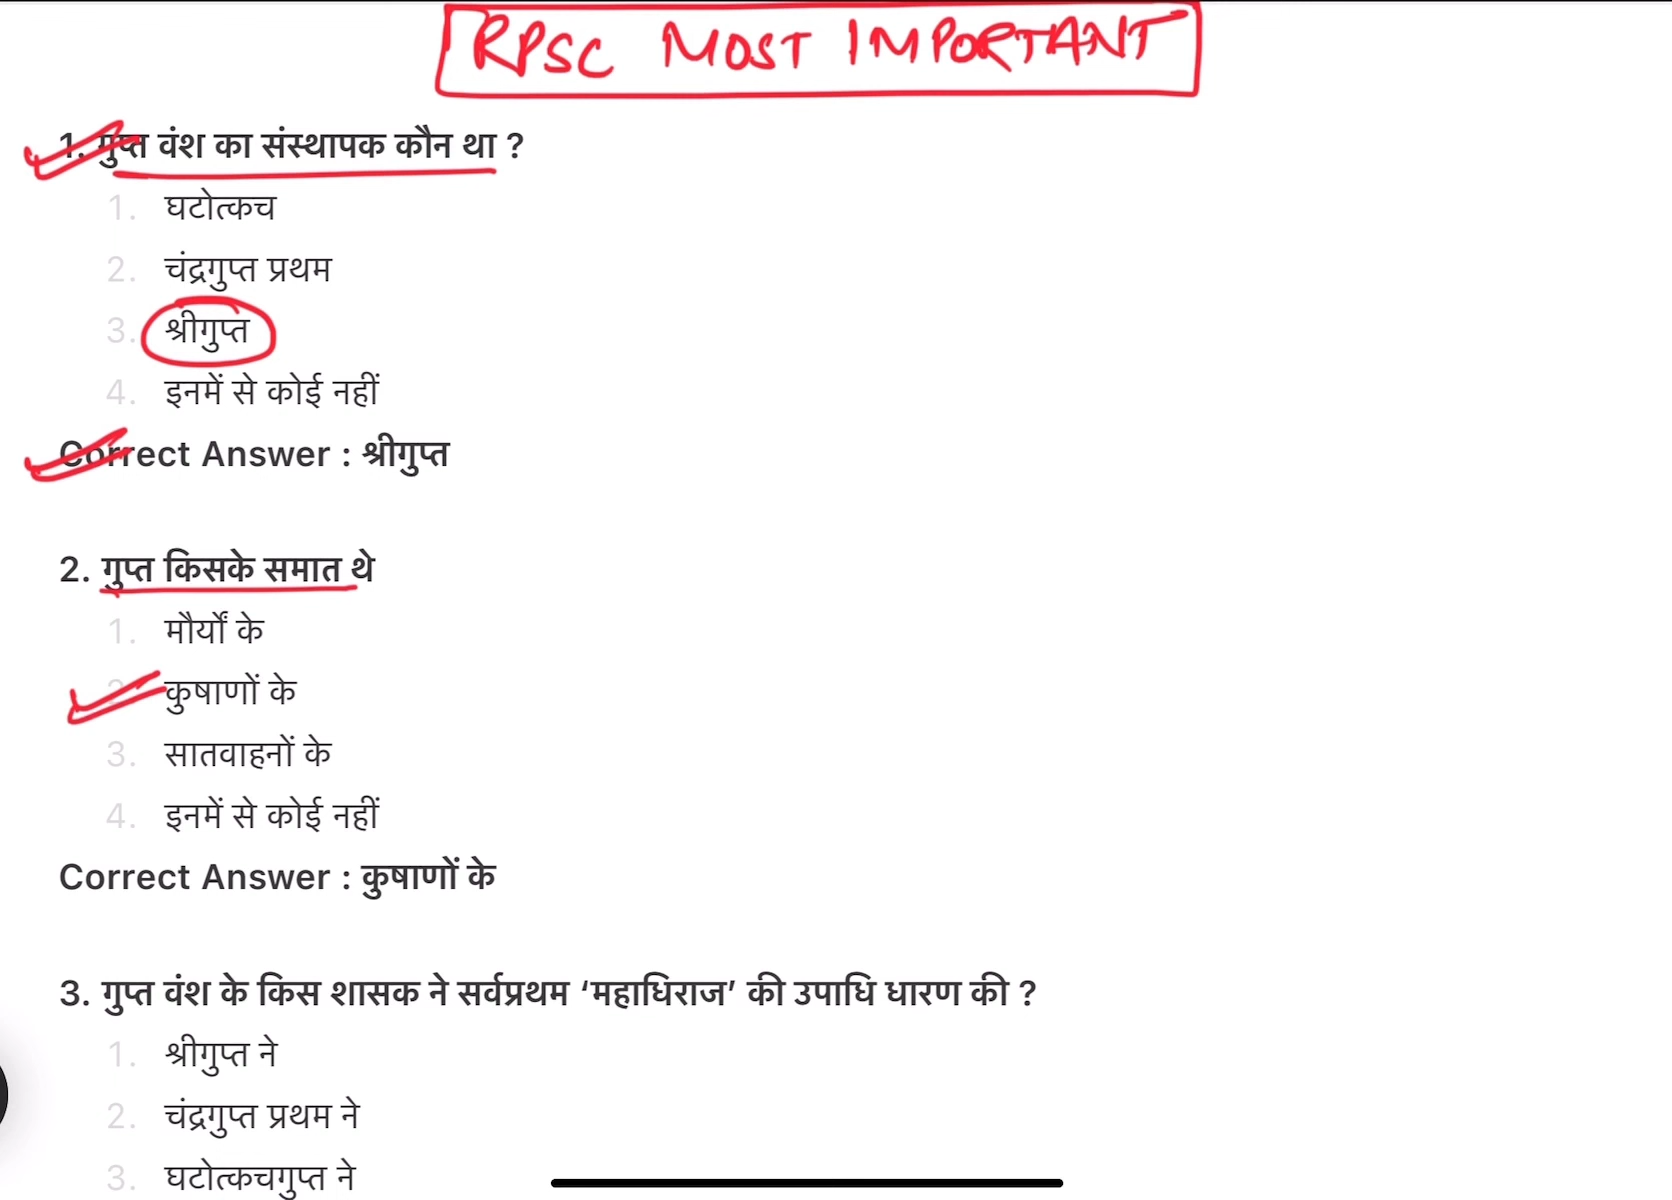 RPSC MOST IMPORTANT
1. गुप्त वंश का संस्थापक कौन था ?
1. घटोत्कच
2. चंद्रगुप्त प्रथम
3. श्रीगुप्त
4. इनमें से कोई नहीं
Correct Answer : श्रीगुप्त
2. गुप्त किसके समात थे
1. मौर्यों के
2. कुषाणों के
3. सातवाहनों के
4. इनमें से कोई नहीं
Correct Answer : कुषाणों के
3. गुप्त वंश के किस शासक ने सर्वप्रथम ‘महाधिराज’ की उपाधि धारण की ?
1. श्रीगुप्त ने
2. चंद्रगुप्त प्रथम ने
3. घटोत्कचगुप्त ने